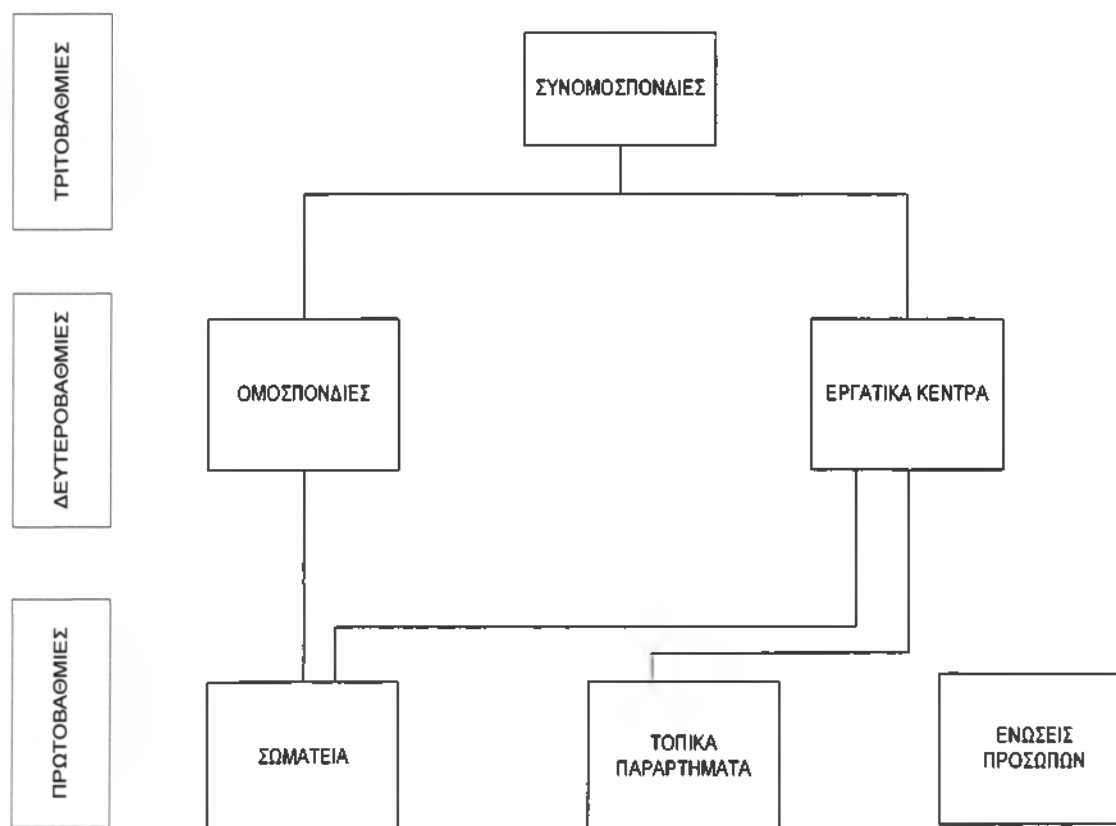 ΤΡΙΤΟΒΑΘΜΙΕΣ
ΣΥΝΟΜΟΣΠΟΝΔΙΕΣ
ΔΕΥΤΕΡΟΒΑΘΜΙΕΣ
ΟΜΟΣΠΟΝΔΙΕΣ
ΕΡΓΑΤΙΚΑ ΚΕΝΤΡΑ
ΠΡΩΤΟΒΑΘΜΙΕΣ
ΣΩΜΑΤΕΙΑ
ΤΟΠΙΚΑ
ΠΑΡΑΡΤΗΜΑΤΑ
ΕΝΩΣΕΙΣ
ΠΡΟΣΩΠΩΝ